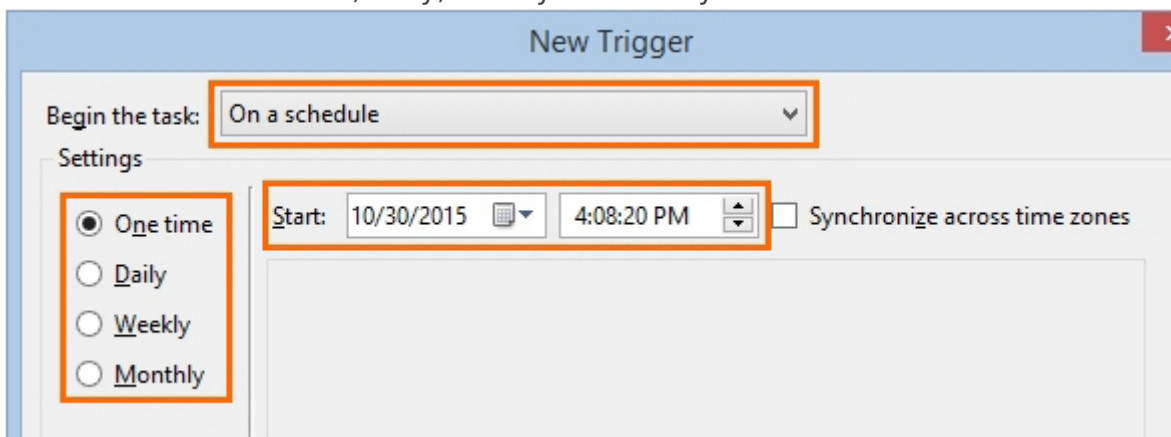 New Trigger
Begin the task: On a schedule
Settings
One time
Start: 10/30/2015 4:08:20 PM Synchronize across time zones
Daily
Weekly
Monthly